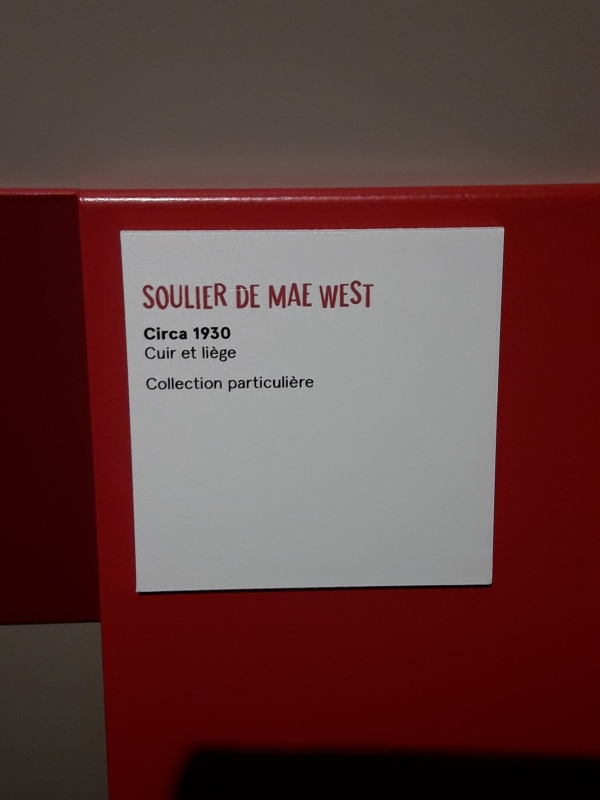 SOULIER DE MAE WEST
Circa 1930
Cuir et liège
Collection particulière